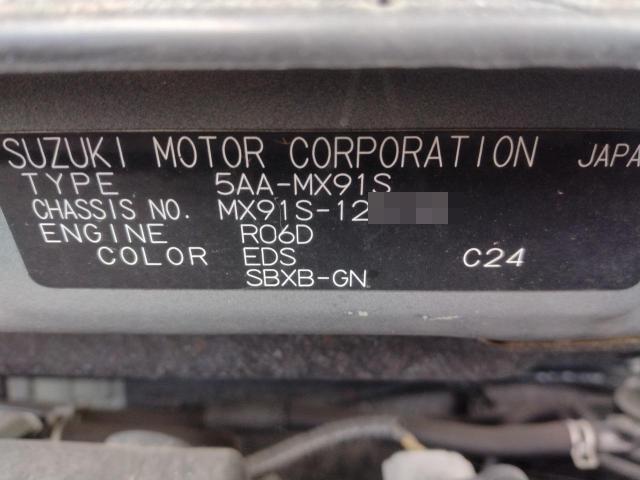 SUZUKI MOTOR CORPORATION JAPA
TYPE 5AA-MX91S
CHASSIS NO. MX91S-12
ENGINE R06D
COLOR EDS C24
SBXB-GN